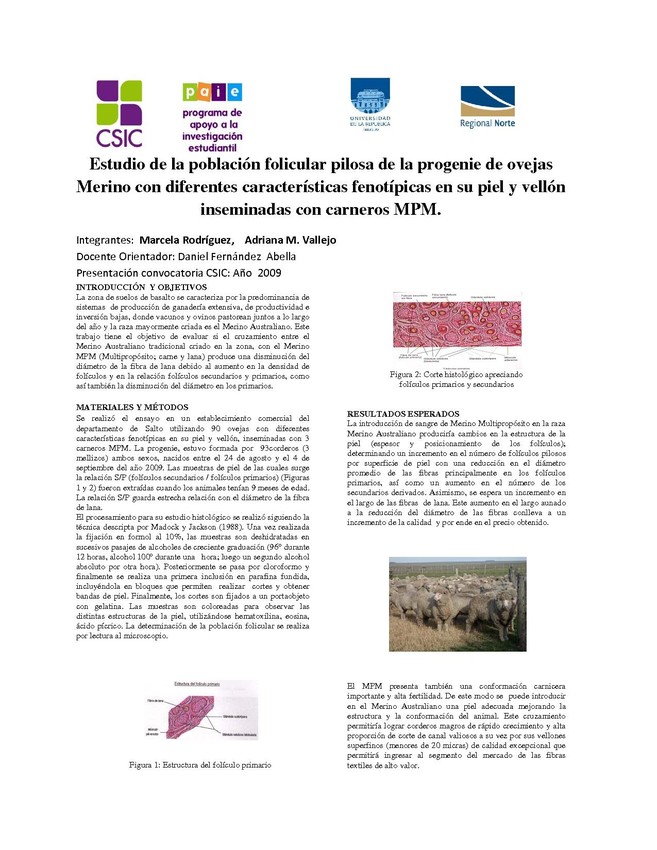 CSIC
paie
programa de
apoyo a la
investigación
estudiantil
UNIVERSIDAD
DE LA REPUBLICA
Regional Norte
Estudio de la población folicular pilosa de la progenie de ovejas
Merino con diferentes características fenotípicas en su piel y vellón
inseminadas con carneros MPM.
Integrantes: Marcela Rodríguez, Adriana M. Vallejo
Docente Orientador: Daniel Fernández Abella
Presentación convocatoria CSIC: Año 2009
INTRODUCCIÓN Y OBJETIVOS
La zona de suelos de basalto se caracteriza por la predominancia de
sistemas de producción de ganadería extensiva, de productividad e
inversión bajas, donde vacunos y ovinos pastorean juntos a lo largo
del año y la raza mayormente criada es el Merino Australiano. Este
trabajo tiene el objetivo de evaluar si el cruzamiento entre el
Merino Australiano tradicional criado en la zona, con el Merino
MPM (Multipropósito; carne y lana) produce una disminución del
diámetro de la fibra de lana debido al aumento en la densidad de
folículos y en la relación folículos secundarios y primarios, como
así también la disminución del diámetro en los primarios.
MATERIALES Y MÉTODOS
Se realizó el ensayo en un establecimiento comercial del
departamento de Salto utilizando 90 ovejas con diferentes
características fenotípicas en su piel y vellón, inseminadas con 3
carneros MPM. La progenie, estuvo formada por 93corderos (3
mellizos) ambos sexos, nacidos entre el 24 de agosto y el 4 de
septiembre del año 2009. Las muestras de piel de las cuales surge
la relación S/P (folículos secundarios / folículos primarios) (Figuras
1 y 2) fueron extraídas cuando los animales tenían 9 meses de edad.
La relación S/P guarda estrecha relación con el diámetro de la fibra
de lana.
El procesamiento para su estudio histológico se realizó siguiendo la
técnica descripta por Madock y Jackson (1988). Una vez realizada
la fijación en formol al 10%, las muestras son deshidratadas en
sucesivos pasajes de alcoholes de creciente graduación (96° durante
12 horas, alcohol 100° durante una hora; luego un segundo alcohol
absoluto por otra hora). Posteriormente se pasa por cloroformo y
finalmente se realiza una primera inclusión en parafina fundida,
incluyéndola en bloques que permiten realizar cortes y obtener
bandas de piel. Finalmente, los cortes son fijados a un portaobjeto
con gelatina. Las muestras son coloreadas para observar las
distintas estructuras de la piel, utilizándose hematoxilina, eosina,
ácido pícrico. La determinación de la población folicular se realiza
por lectura al microscopio.
Estructura del folículo primario
Fibra de lana
Figura 1: Estructura del folículo primario
Figura 2: Corte histológico apreciando
folículos primarios y secundarios
RESULTADOS ESPERADOS
La introducción de sangre de Merino Multipropósito en la raza
Merino Australiano produciría cambios en la estructura de la
piel (espesor y posicionamiento de los folículos);
determinando un incremento en el número de folículos pilosos
por superficie de piel con una reducción en el diámetro
promedio de las fibras principalmente en los folículos
primarios, así como un aumento en el número de los
secundarios derivados. Asimismo, se espera un incremento en
el largo de las fibras de lana. Este aumento en el largo aunado
a la reducción del diámetro de las fibras conlleva a un
incremento de la calidad y por ende en el precio obtenido.
El MPM presenta también una conformación carnicera
importante y alta fertilidad. De este modo se puede introducir
en el Merino Australiano una piel adecuada mejorando la
estructura y la conformación del animal. Este cruzamiento
permitiría lograr corderos magros de rápido crecimiento y alta
proporción de corte de canal valiosos a su vez por sus vellones
superfinos (menores de 20 micras) de calidad excepcional que
permitirá ingresar al segmento del mercado de las fibras
textiles de alto valor.